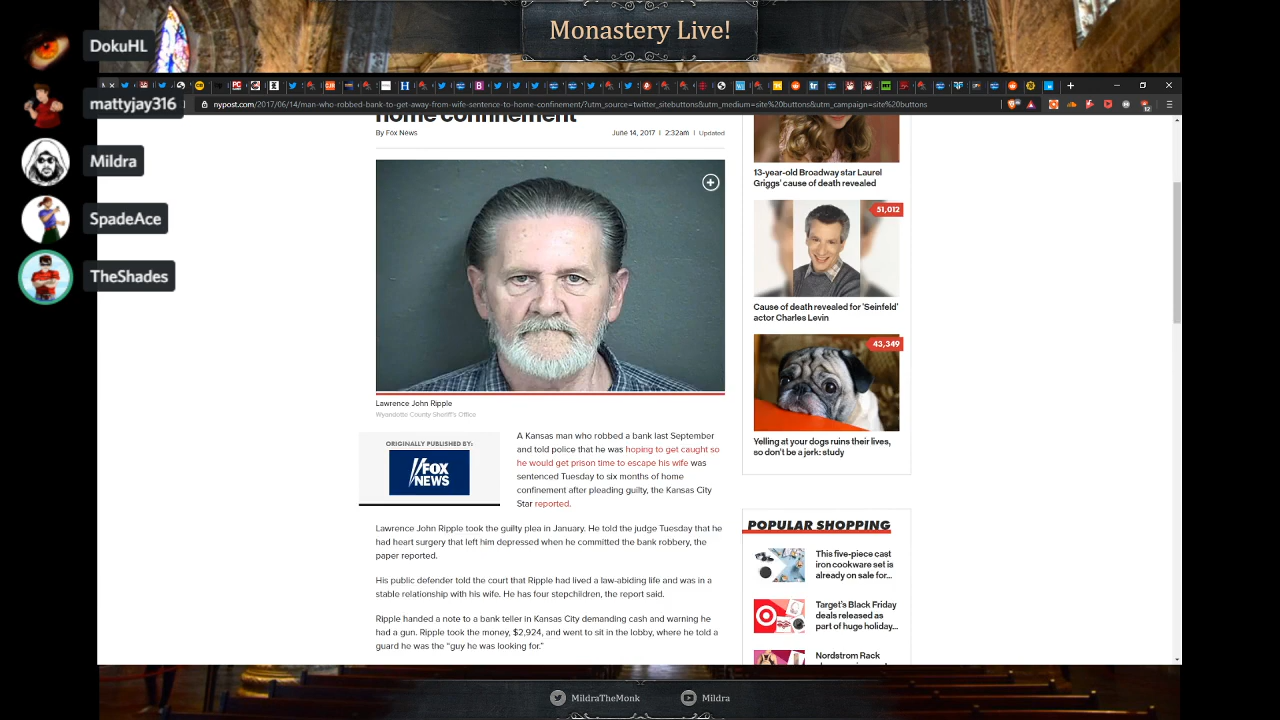 Monastery Live!
DokuHL
mattyjay316
Mildra
SpadeAce
TheShades
nypost.com/2017/06/14/man-who-robbed-bank-to-get-away-from-wife-sentence-to-home-confinement/?utm_source=twitter_sitebuttons&utm_medium=site%20buttons&utm_campaign=site%20buttons
home confinement
By Fox News
June 14, 2017 | 2:32am | Updated
Lawrence John Ripple
Wyandotte County Sheriff's Office
ORIGINALLY PUBLISHED BY:
FOX
NEWS
A Kansas man who robbed a bank last September
and told police that he was hoping to get caught so
he would get prison time to escape his wife was
sentenced Tuesday to six months of home
confinement after pleading guilty, the Kansas City
Star reported.
Lawrence John Ripple took the guilty plea in January. He told the judge Tuesday that he
had heart surgery that left him depressed when he committed the bank robbery, the
paper reported.
His public defender told the court that Ripple had lived a law-abiding life and was in a
stable relationship with his wife. He has four stepchildren, the report said.
Ripple handed a note to a bank teller in Kansas City demanding cash and warning he
had a gun. Ripple took the money, $2,924, and went to sit in the lobby, where he told a
guard he was the “guy he was looking for.”
13-year-old Broadway star Laurel
Griggs' cause of death revealed
51,012
Cause of death revealed for 'Seinfeld'
actor Charles Levin
43,349
Yelling at your dogs ruins their lives,
so don't be a jerk: study
POPULAR SHOPPING
This five-piece cast
iron cookware set is
already on sale for...
Target's Black Friday
deals released as
part of huge holiday...
Nordstrom Rack
MildraTheMonk
Mildra